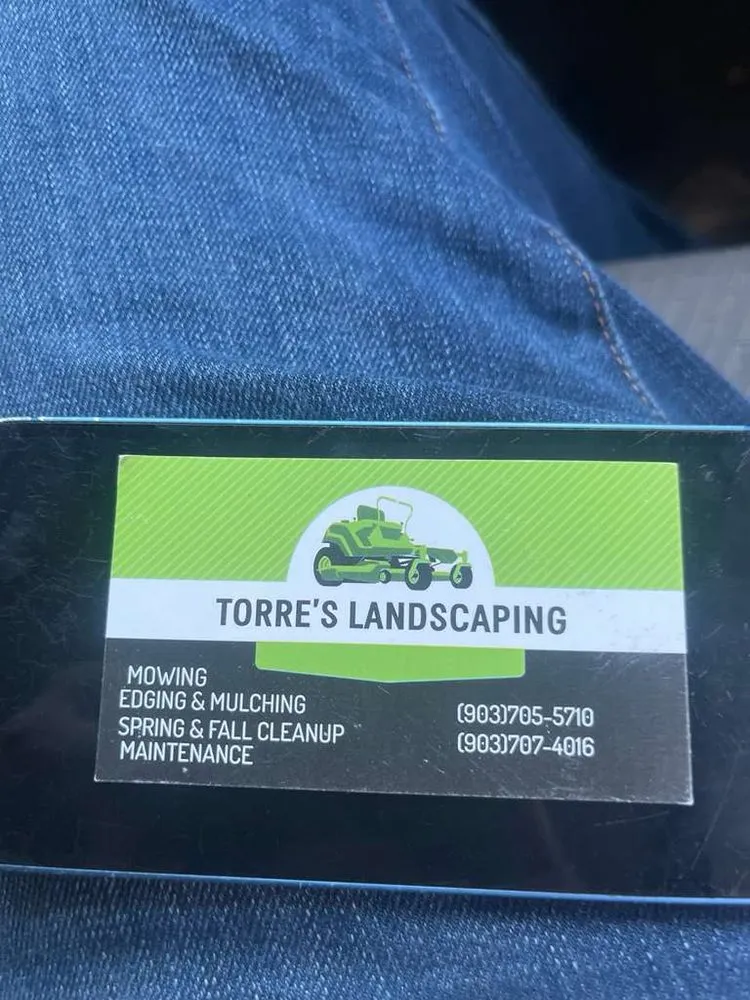 TORRE'S LANDSCAPING
MOWING
EDGING & MULCHING
SPRING & FALL CLEANUP
MAINTENANCE
(903)705-5710
(903)707-4016